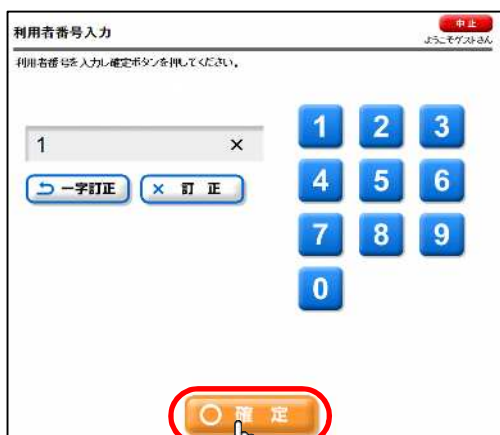 利用者番号入力
中止
ようこそゲストさん
利用者番号を入力し確定ボタンを押してください。
1 ×
一字訂正 × 訂 正
1 2 3
4 5 6
7 8 9
0
確 定